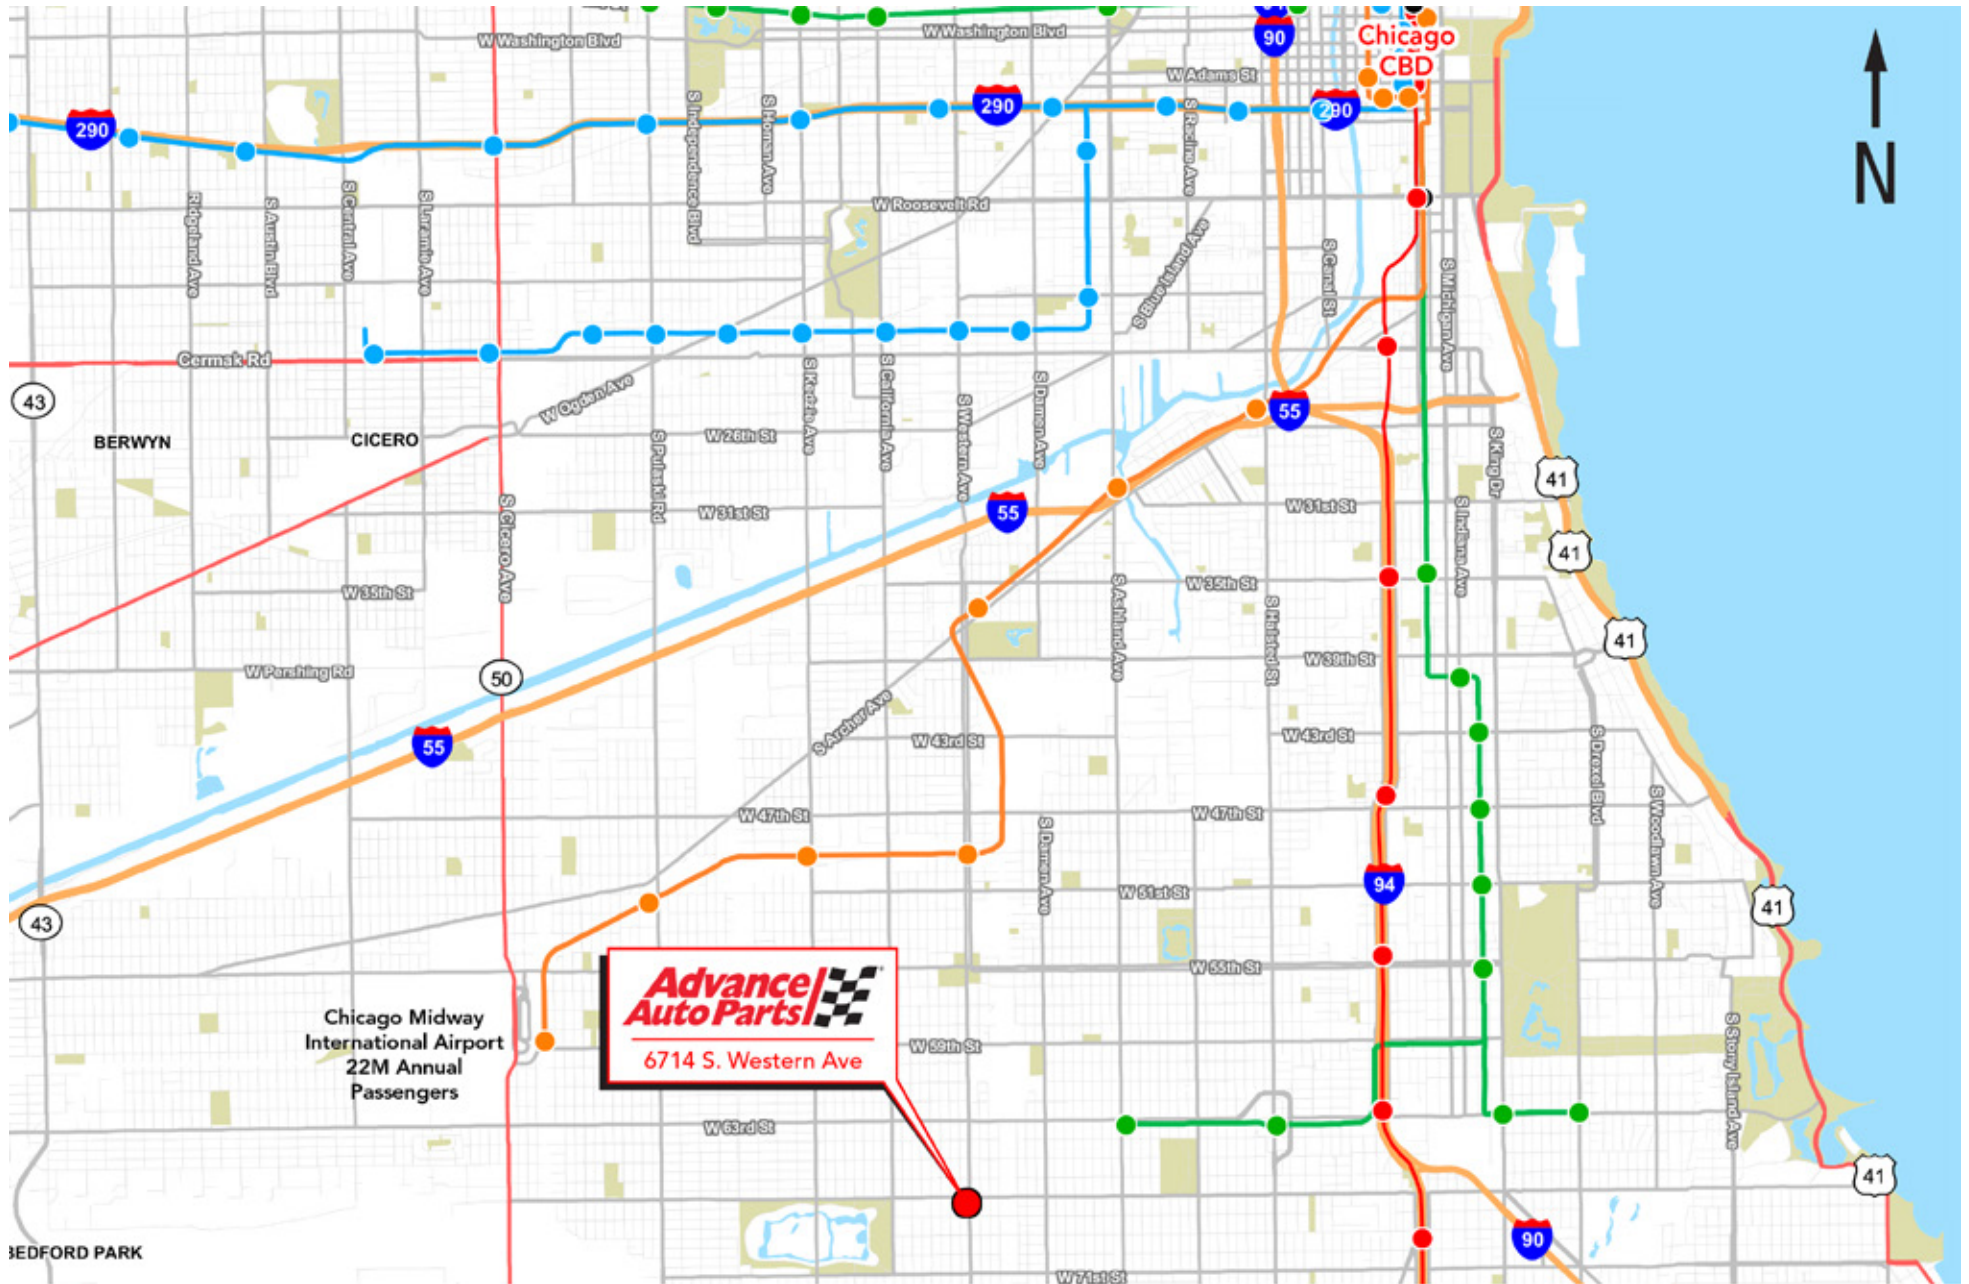 W Washington Blvd
W Washington Blvd
90
Chicago
CBD
W Adams St
290
290
290
S Independence Blvd
S Homan Ave
S Racine Ave
N
Ridgeland Ave
S Austin Blvd
S Central Ave
S Laramie Ave
W Roosevelt Rd
S Blue Island Ave
S Canal St
S Michigan Ave
Cermak Rd
43
W Ogden Ave
S Kedzie Ave
S California Ave
S Western Ave
S Damen Ave
55
BERWYN
CICERO
S Pulaski Rd
W 26th St
S King Dr
41
S Cicero Ave
W 31st St
55
W 31st St
S Indiana Ave
41
W 35th St
S Ashland Ave
W 35th St
S Halsted St
41
W Pershing Rd
50
W 39th St
55
S Archer Ave
W 43rd St
W 43rd St
S Drexel Blvd
W 47th St
S Damen Ave
W 47th St
S Woodlawn Ave
43
W 51st St
94
41
W 55th St
Advance
Auto Parts
6714 S. Western Ave
Chicago Midway
International Airport
22M Annual
Passengers
W 59th St
S Stony Island Ave
W 63rd St
41
90
BEDFORD PARK
W 71st St